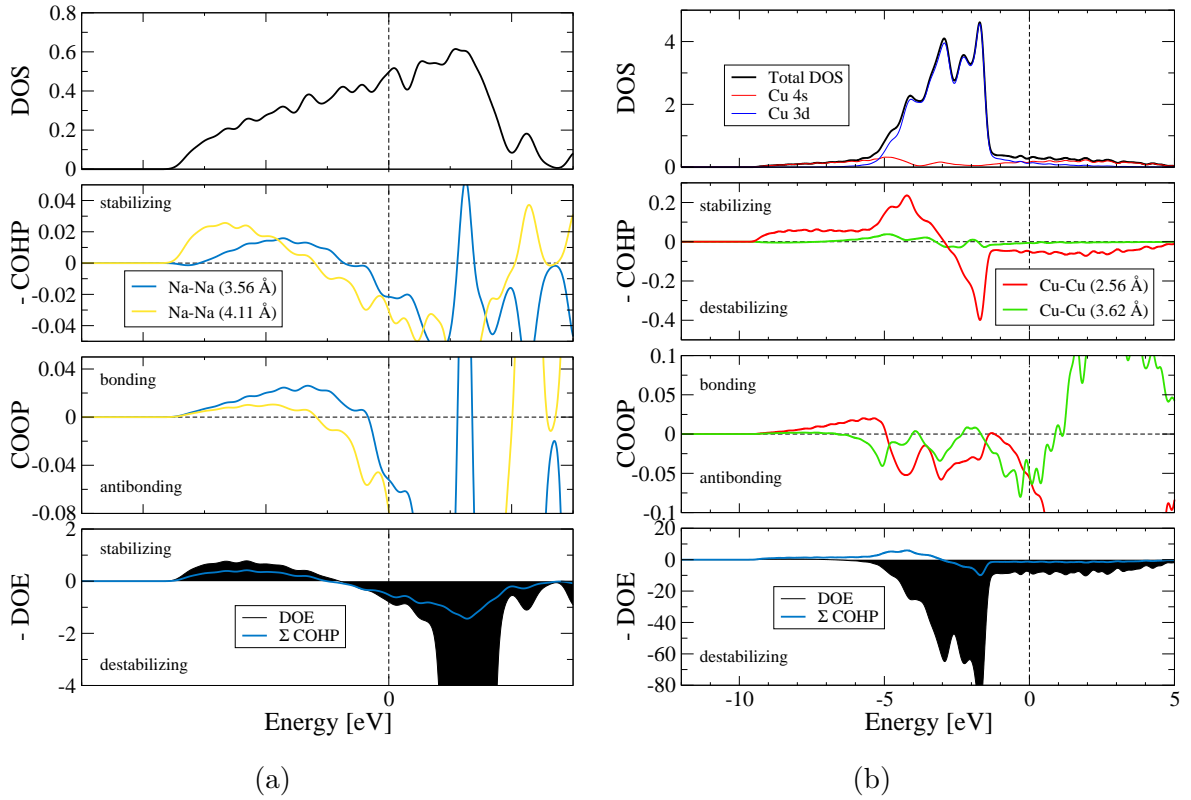 0.8
0.6
0.4
0.2
0
DOS
0.04
0.02
0
-0.02
-0.04
- COHP
stabilizing
Na-Na (3.56 Å)
Na-Na (4.11 Å)
0.04
0
-0.04
-0.08
COOP
bonding
antibonding
2
0
-2
-4
- DOE
stabilizing
DOE
Σ COHP
destabilizing
0
Energy [eV]
(a)
4
2
0
DOS
Total DOS
Cu 4s
Cu 3d
0.2
0
-0.2
-0.4
- COHP
stabilizing
destabilizing
Cu-Cu (2.56 Å)
Cu-Cu (3.62 Å)
0.1
0.05
0
-0.05
-0.1
COOP
bonding
antibonding
20
0
-20
-40
-60
-80
- DOE
stabilizing
DOE
Σ COHP
destabilizing
-10
-5
0
5
Energy [eV]
(b)